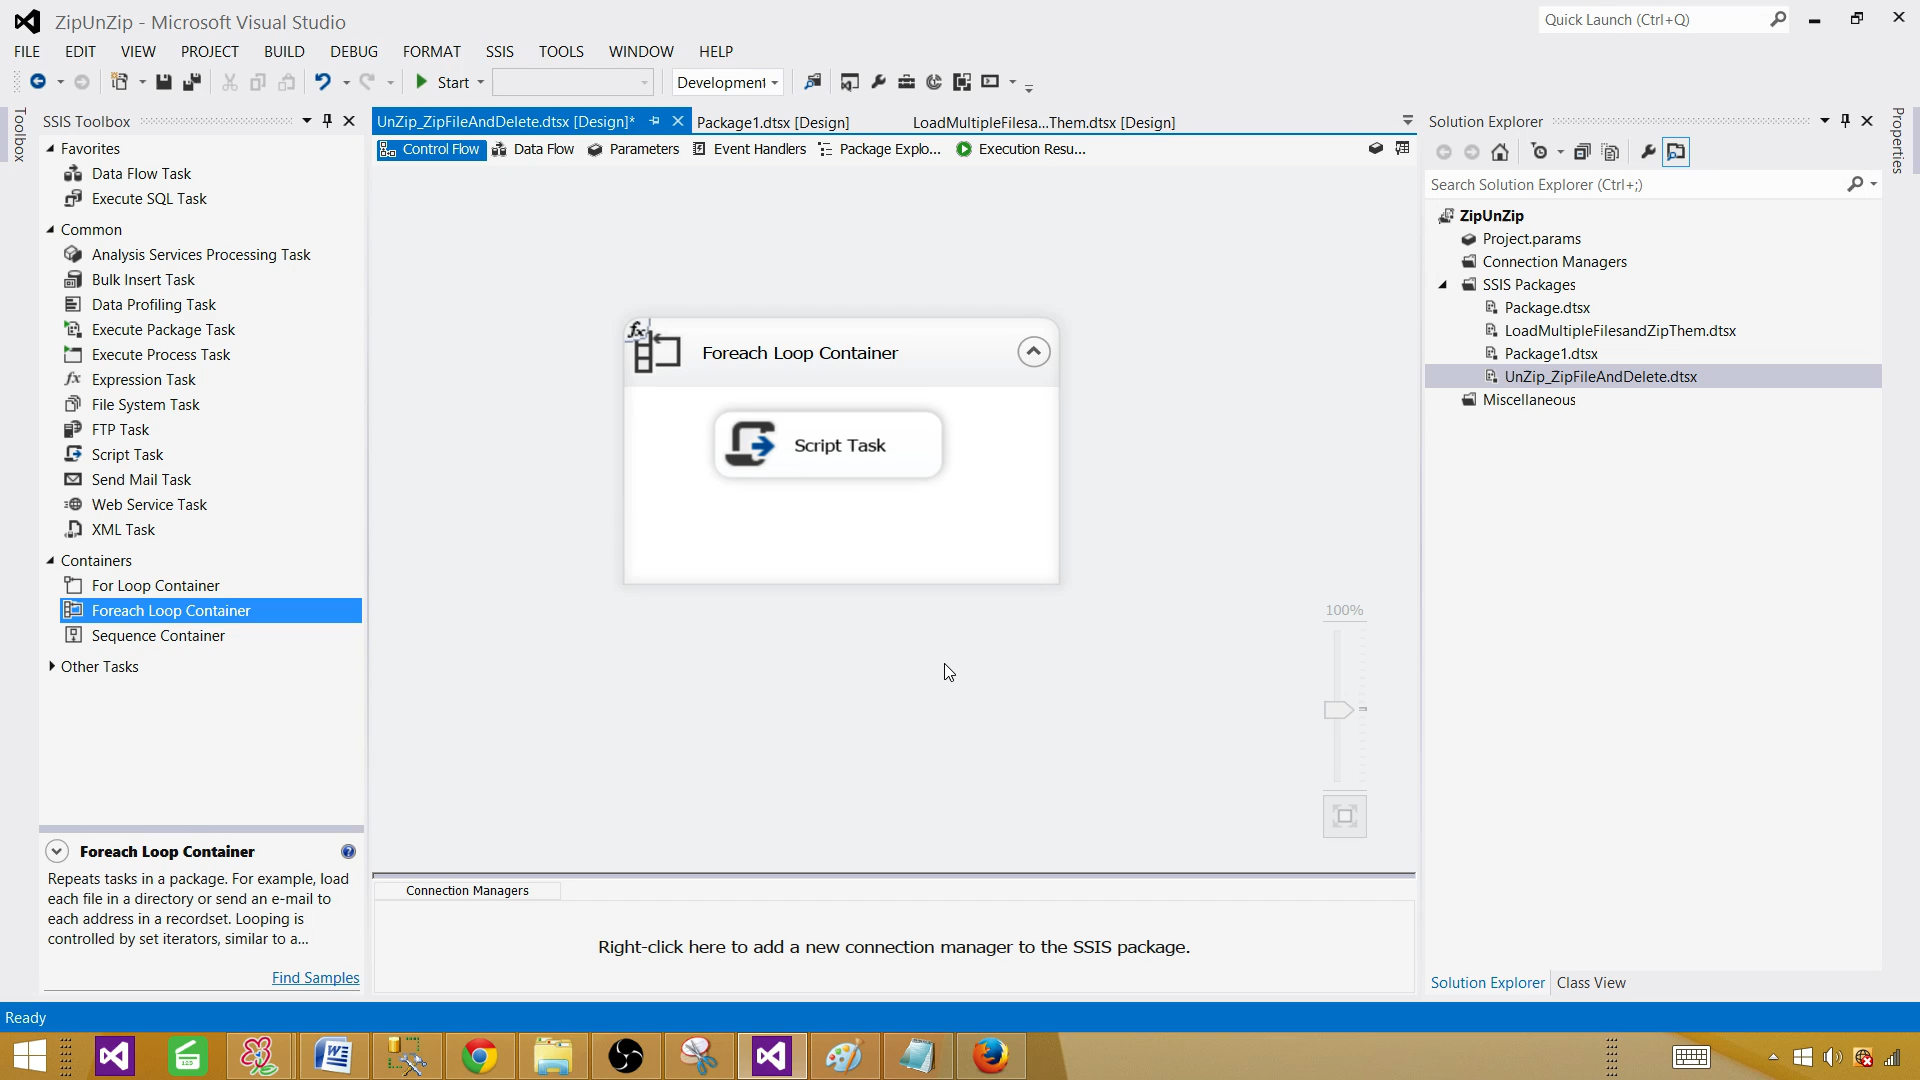 ZipUnZip - Microsoft Visual Studio
Quick Launch (Ctrl+Q)
FILE EDIT VIEW PROJECT BUILD DEBUG FORMAT SSIS TOOLS WINDOW HELP
Start
Development
Toolbox
SSIS Toolbox
Favorites
Data Flow Task
Execute SQL Task
Common
Analysis Services Processing Task
Bulk Insert Task
Data Profiling Task
Execute Package Task
Execute Process Task
fx Expression Task
File System Task
FTP Task
Script Task
Send Mail Task
Web Service Task
XML Task
Containers
For Loop Container
Foreach Loop Container
Sequence Container
Other Tasks
Foreach Loop Container
Repeats tasks in a package. For example, load
each file in a directory or send an e-mail to
each address in a recordset. Looping is
controlled by set iterators, similar to a...
Find Samples
UnZip_ZipFileAndDelete.dtsx [Design]* Package1.dtsx [Design] LoadMultipleFilesa...Them.dtsx [Design]
Control Flow Data Flow Parameters Event Handlers Package Explo... Execution Resu...
fx
Foreach Loop Container
Script Task
100%
Connection Managers
Right-click here to add a new connection manager to the SSIS package.
Solution Explorer
Search Solution Explorer (Ctrl+;)
ZipUnZip
Project.params
Connection Managers
SSIS Packages
Package.dtsx
LoadMultipleFilesandZipThem.dtsx
Package1.dtsx
UnZip_ZipFileAndDelete.dtsx
Miscellaneous
Solution Explorer Class View
Properties
Ready